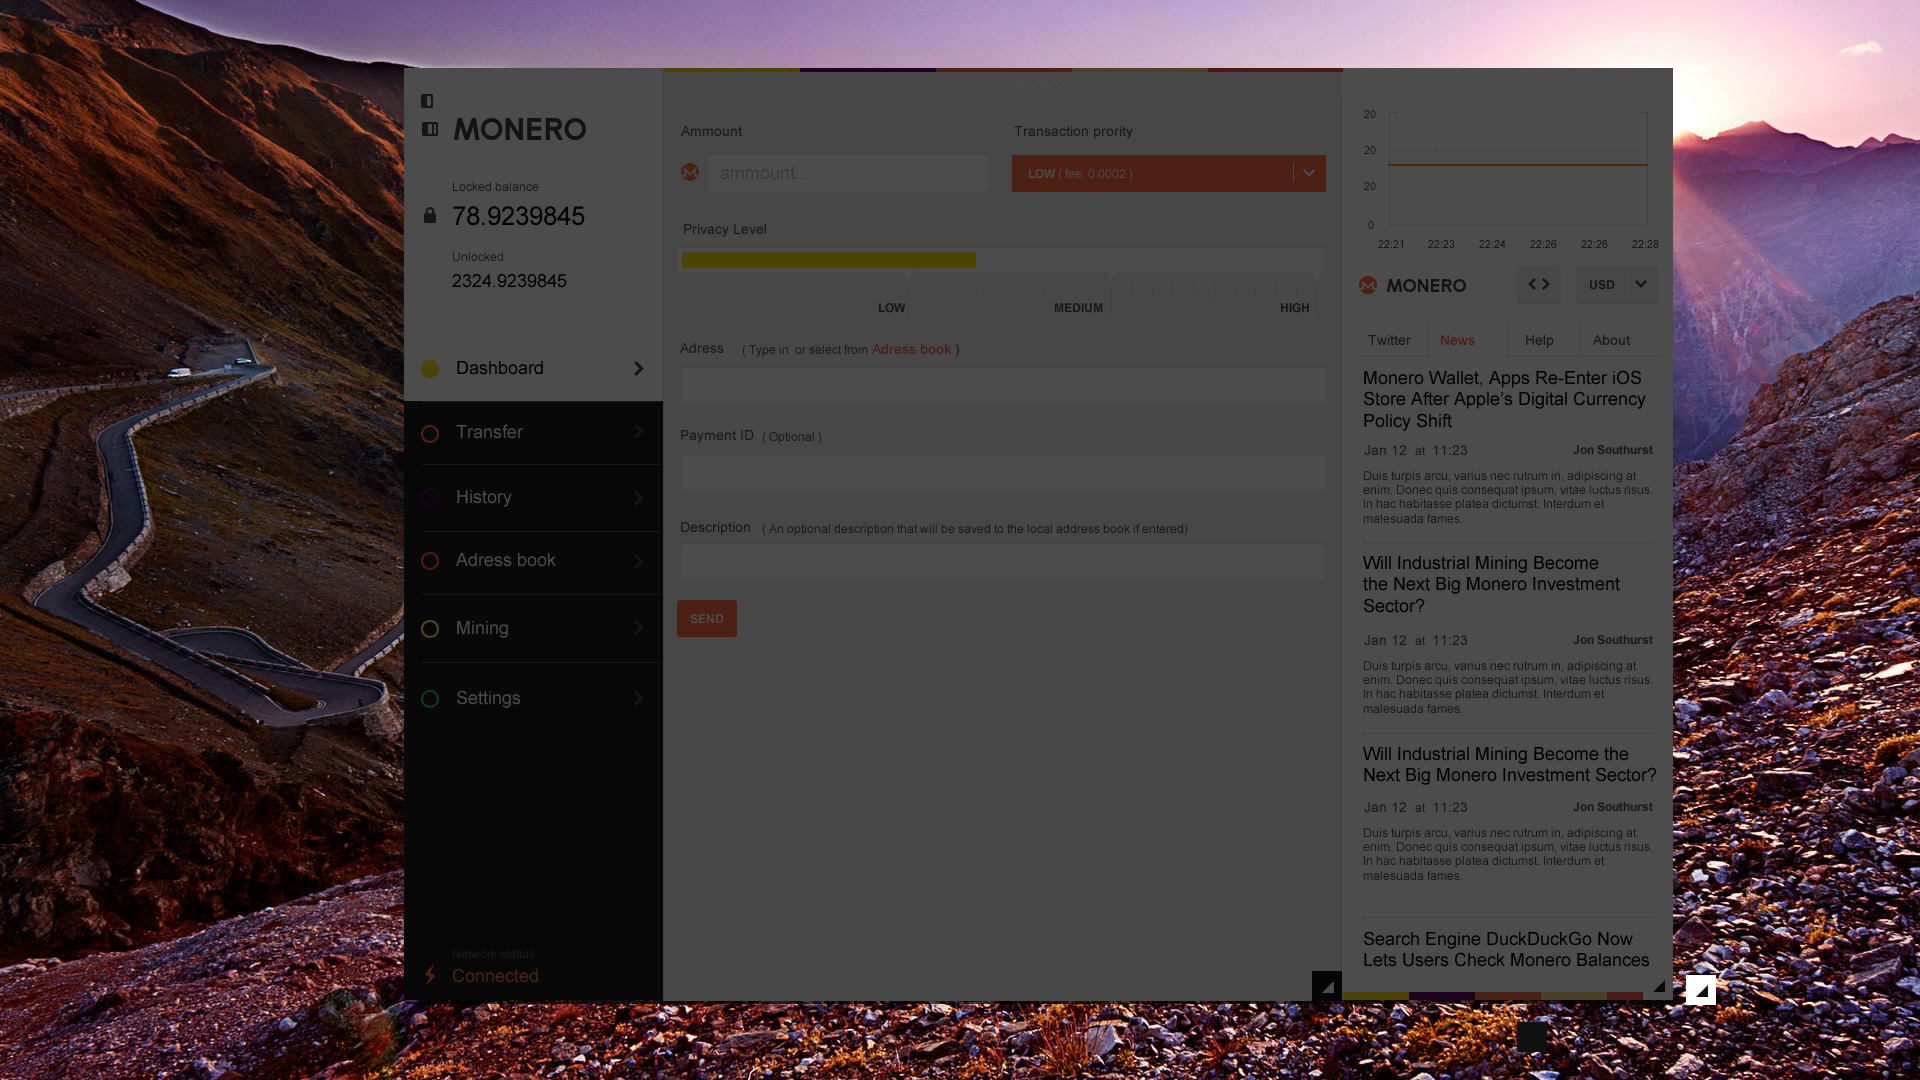 Monero
MONERO
Locked balance
78.9239845
Unlocked
2324.9239845
Dashboard
Transfer
History
Adress book
Mining
Settings
Network status
Connected
Ammount
ammount...
Transaction prority
LOW ( fee: 0.0002 )
Privacy Level
LOW MEDIUM HIGH
Adress ( Type in or select from Adress book )
Payment ID ( Optional )
Description ( An optional description that will be saved to the local address book if entered)
SEND
20
20
20
0
22:21 22:23 22:24 22:26 22:26 22:28
MONERO USD
Twitter News Help About
Monero Wallet, Apps Re-Enter iOS
Store After Apple’s Digital Currency
Policy Shift
Jan 12 at 11:23 Jon Southurst
Duis turpis arcu, varius nec rutrum in, adipiscing at
enim. Donec quis consequat ipsum, vitae luctus risus.
In hac habitasse platea dictumst. Interdum et
malesuada fames.
Will Industrial Mining Become
the Next Big Monero Investment
Sector?
Jan 12 at 11:23 Jon Southurst
Duis turpis arcu, varius nec rutrum in, adipiscing at
enim. Donec quis consequat ipsum, vitae luctus risus.
In hac habitasse platea dictumst. Interdum et
malesuada fames.
Will Industrial Mining Become the
Next Big Monero Investment Sector?
Jan 12 at 11:23 Jon Southurst
Duis turpis arcu, varius nec rutrum in, adipiscing at
enim. Donec quis consequat ipsum, vitae luctus risus.
In hac habitasse platea dictumst. Interdum et
malesuada fames.
Search Engine DuckDuckGo Now
Lets Users Check Monero Balances